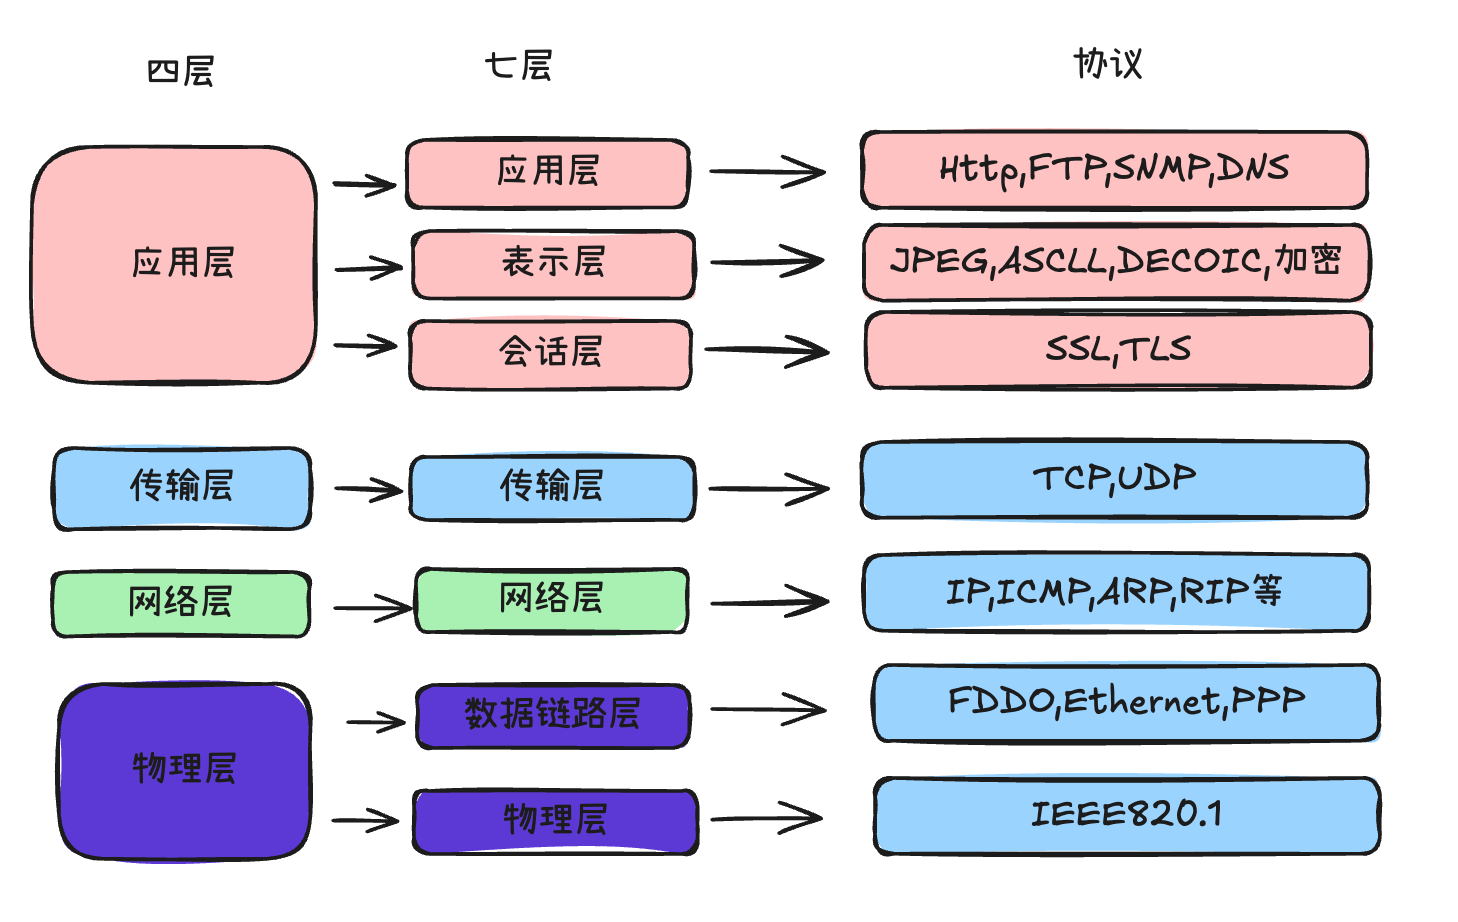 四层
七层
协议
应用层
应用层
Http,FTP,SNMP,DNS
表示层
JPEG,ASCLL,DECOIC,加密
会话层
SSL,TLS
传输层
传输层
TCP,UDP
网络层
网络层
IP,ICMP,ARP,RIP等
物理层
数据链路层
FDDO,Ethernet,PPP
物理层
IEEE820.1